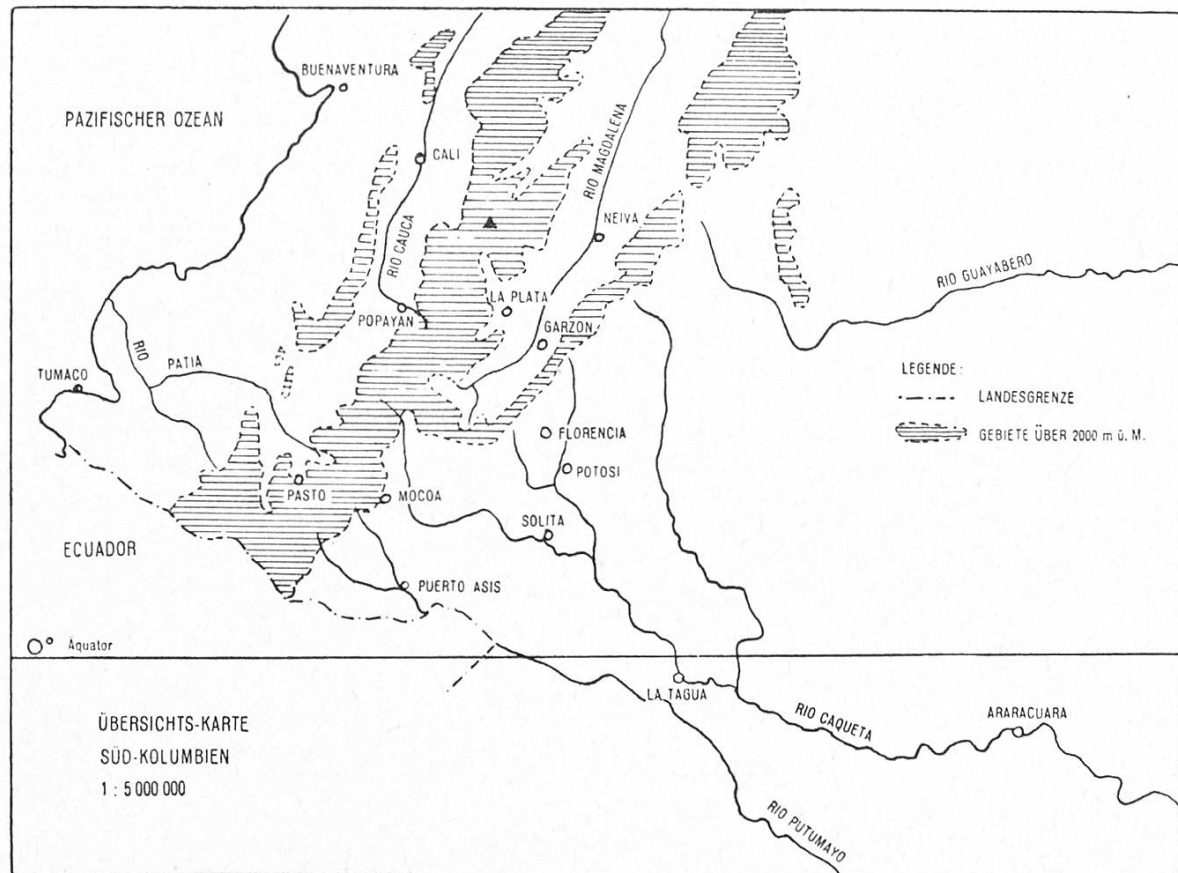 BUENAVENTURA
PAZIFISCHER OZEAN
CALI
RIO CAUCA
RIO MAGDALENA
NEIVA
RIO GUAYABERO
LA PLATA
POPAYAN
GARZON
RIO PATIA
TUMACO
LEGENDE:
LANDESGRENZE
GEBIETE ÜBER 2000 m ü. M.
FLORENCIA
POTOSI
PASTO
MOCOA
SOLITA
ECUADOR
PUERTO ASIS
0° Äquator
LA TAGUA
RIO CAQUETA
ARARACUARA
ÜBERSICHTS-KARTE
SÜD-KOLUMBIEN
1 : 5 000 000
RIO PUTUMAYO